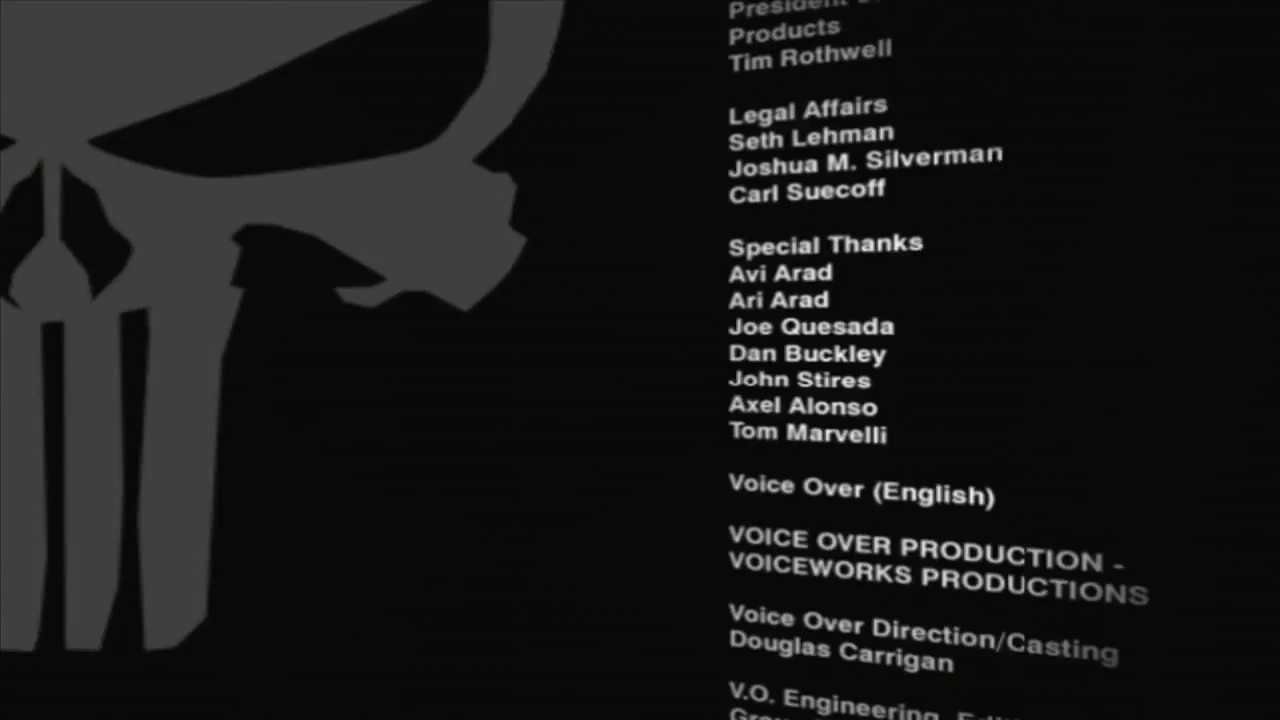 President
Products
Tim Rothwell
Legal Affairs
Seth Lehman
Joshua M. Silverman
Carl Suecoff
Special Thanks
Avi Arad
Ari Arad
Joe Quesada
Dan Buckley
John Stires
Axel Alonso
Tom Marvelli
Voice Over (English)
VOICE OVER PRODUCTION -
VOICEWORKS PRODUCTIONS
Voice Over Direction/Casting
Douglas Carrigan
V.O. Engineering,